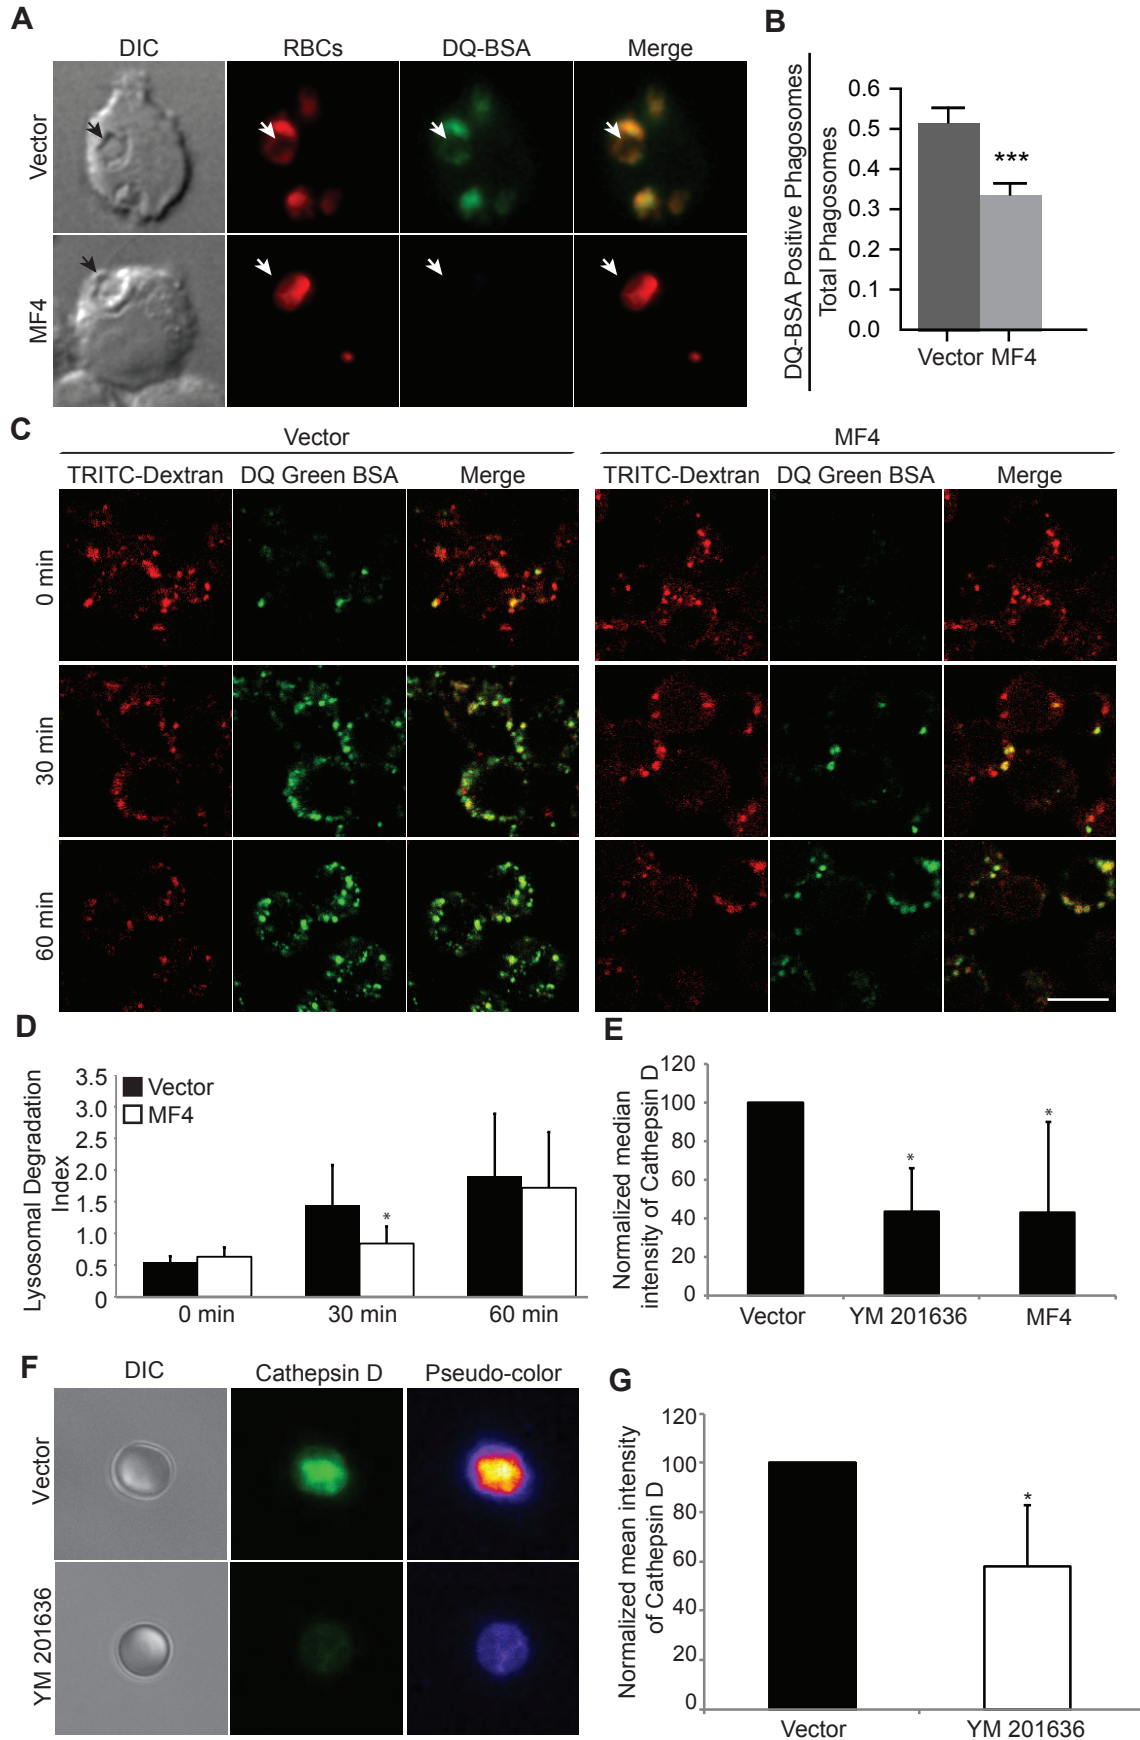 A
DIC RBCs DQ-BSA Merge
Vector
MF4
B
DQ-BSA Positive Phagosomes
Total Phagosomes
0.6
0.5
0.4
0.3
0.2
0.1
0.0
***
Vector MF4
C
Vector
MF4
TRITC-Dextran DQ Green BSA Merge
TRITC-Dextran DQ Green BSA Merge
0 min
30 min
60 min
D
Lysosomal Degradation
Index
3.5
3.0
2.5
2.0
1.5
1.0
0.5
0
Vector
MF4
*
0 min 30 min 60 min
E
Normalized median
intensity of Cathepsin D
120
100
80
60
40
20
0
*
*
Vector YM 201636 MF4
F
DIC Cathepsin D Pseudo-color
Vector
YM 201636
G
Normalized mean intensity
of Cathepsin D
120
100
80
60
40
20
0
*
Vector YM 201636